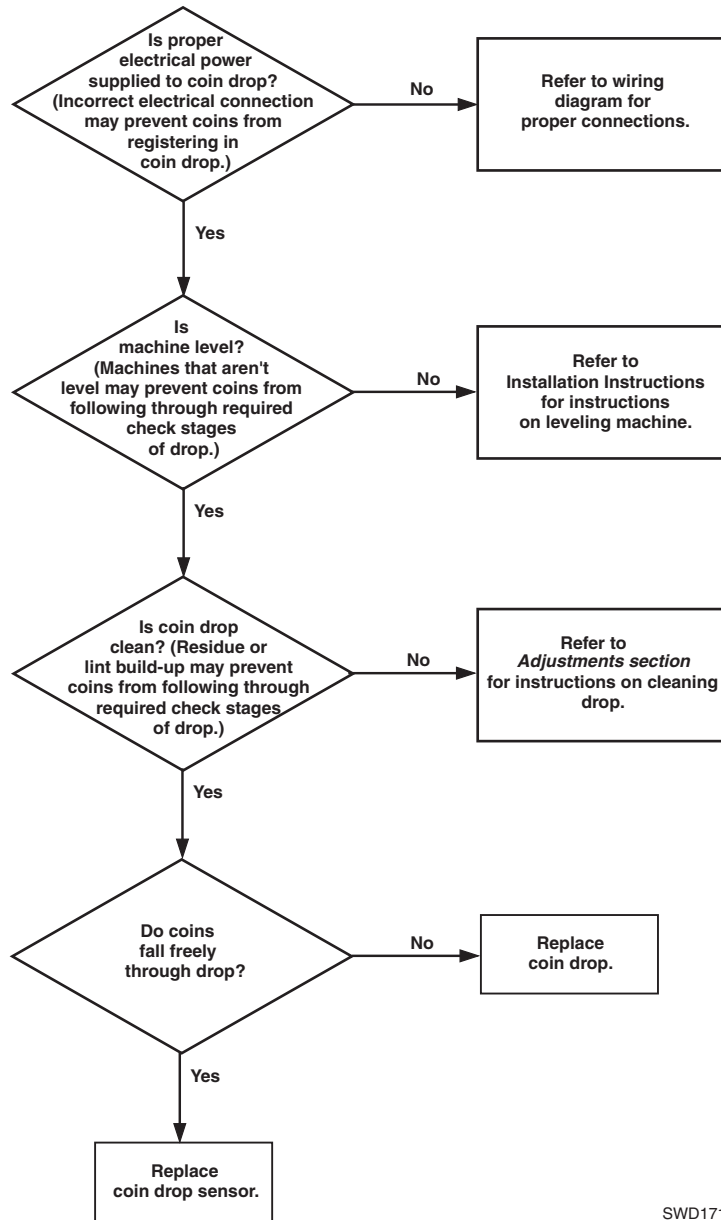 Is proper
electrical power
supplied to coin drop?
(Incorrect electrical connection
may prevent coins from
registering in
coin drop.)
No
Refer to wiring
diagram for
proper connections.
Yes
Is
machine level?
(Machines that aren't
level may prevent coins from
following through required
check stages
of drop.)
No
Refer to
Installation Instructions
for instructions
on leveling machine.
Yes
Is coin drop
clean? (Residue or
lint build-up may prevent
coins from following through
required check stages
of drop.)
No
Refer to
Adjustments section
for instructions on cleaning
drop.
Yes
Do coins
fall freely
through drop?
No
Replace
coin drop.
Yes
Replace
coin drop sensor.
SWD171